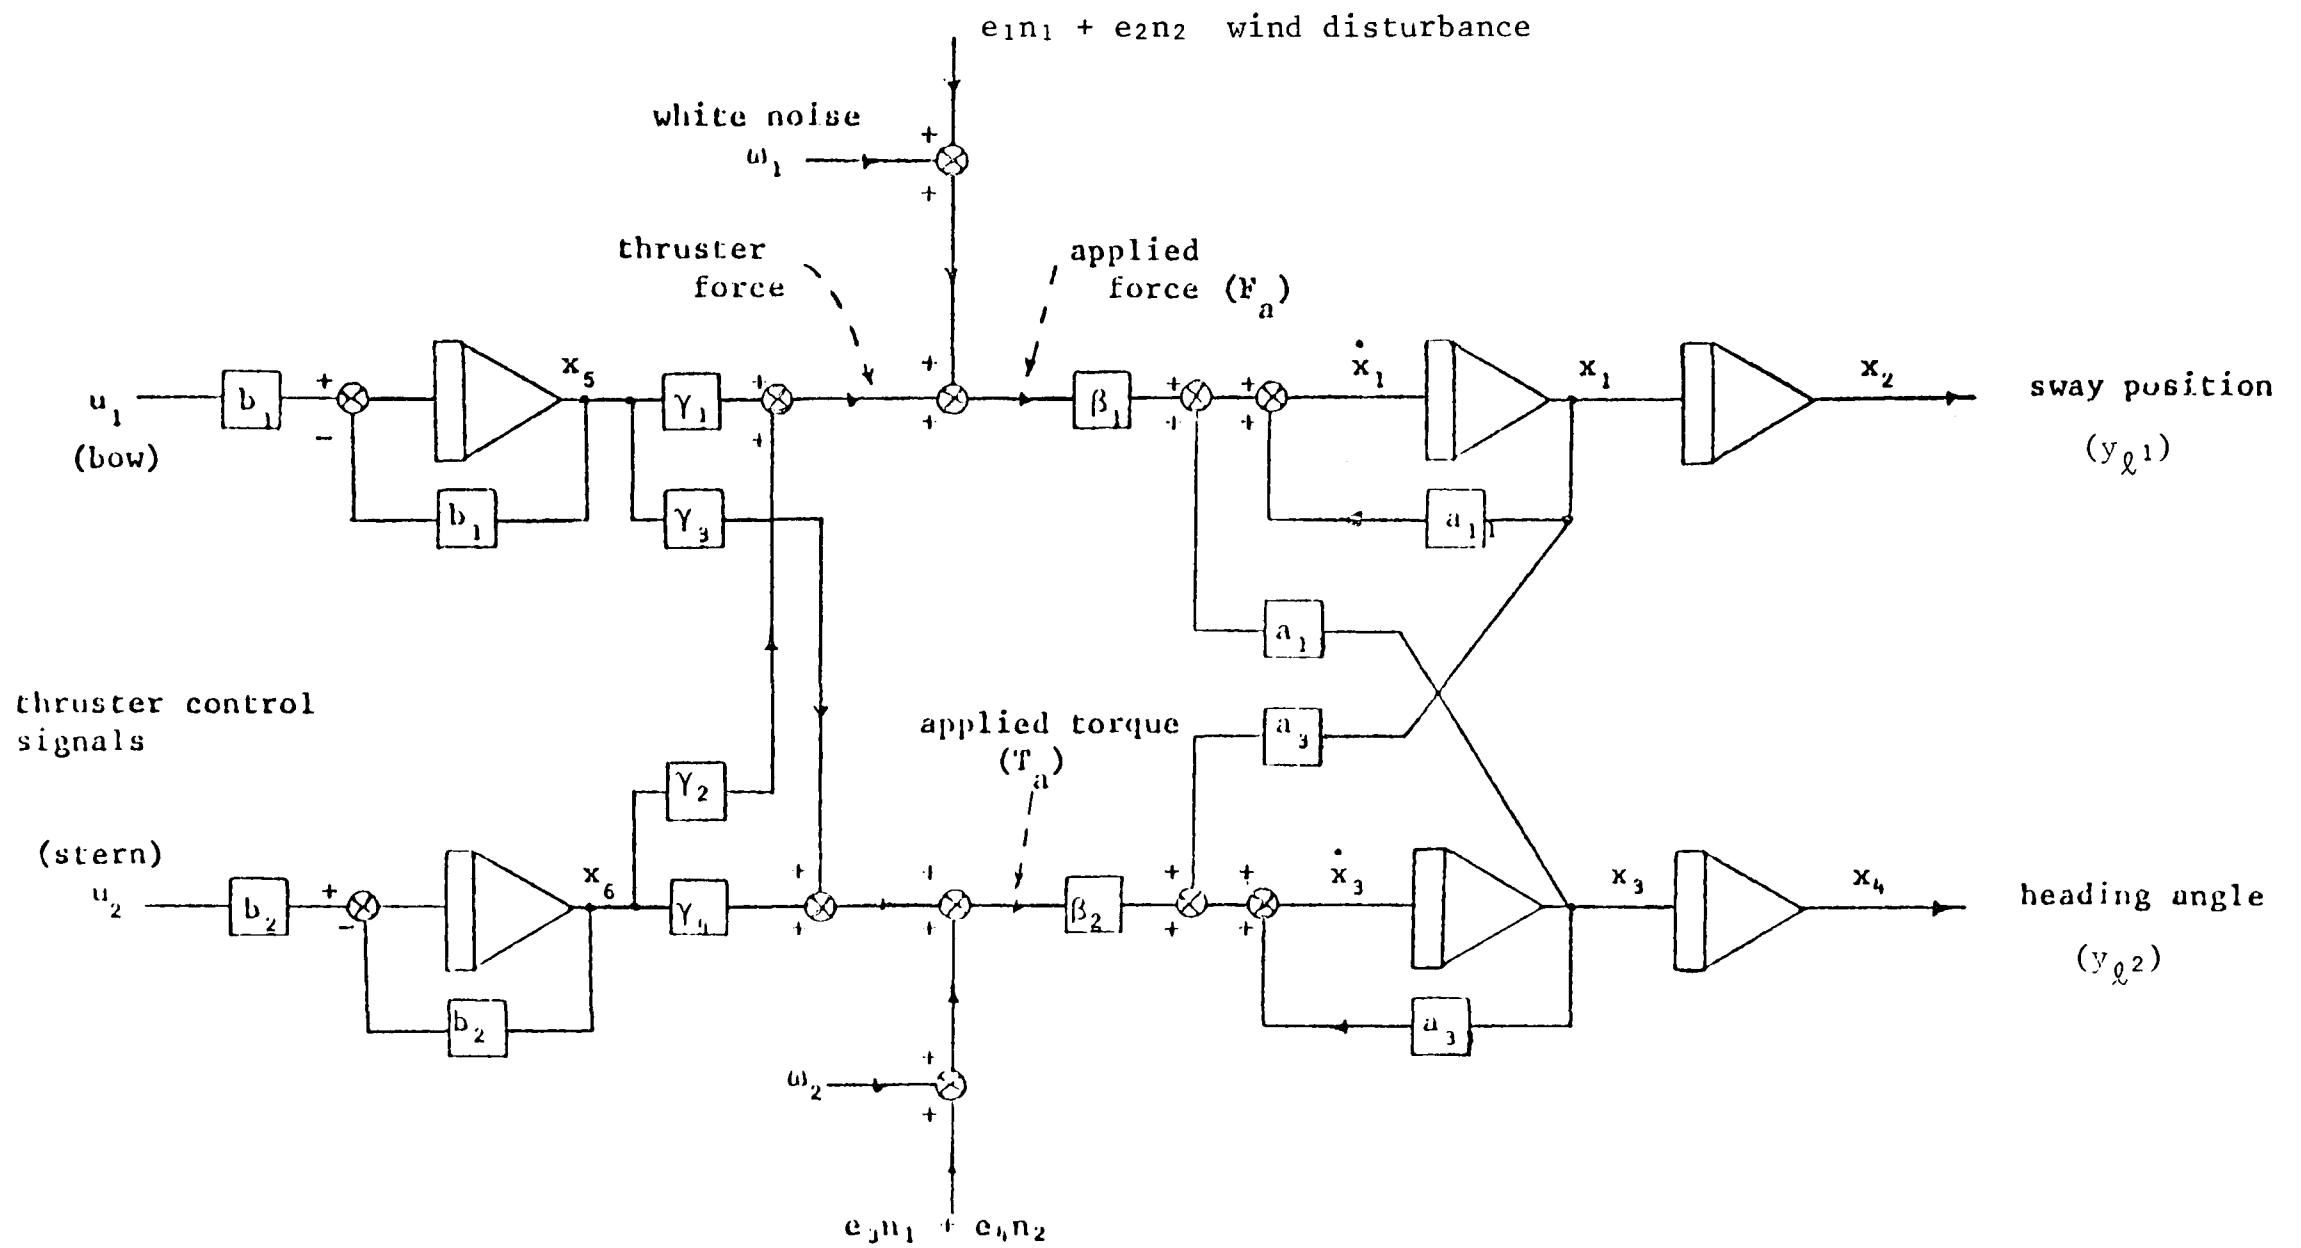 e₁n₁ + e₂n₂ wind disturbance
white noise
ω₁
+
+
thruster
force
applied
force (Fₐ)
u₁
(bow)
b₁
+
−
x₅
b₁
γ₁
γ₃
+
+
+
+
β₁
+
+
+
+
ẋ₁
x₁
x₂
a₁₁
sway position
(yℓ1)
a₁
thruster control
signals
a₃
applied torque
(Tₐ)
γ₂
(stern)
u₂
b₂
+
−
x₆
b₂
γ₄
+
+
+
+
β₂
+
+
+
+
ẋ₃
x₃
x₄
a₃
heading angle
(yℓ2)
ω₂
+
+
e₃n₁ + e₄n₂